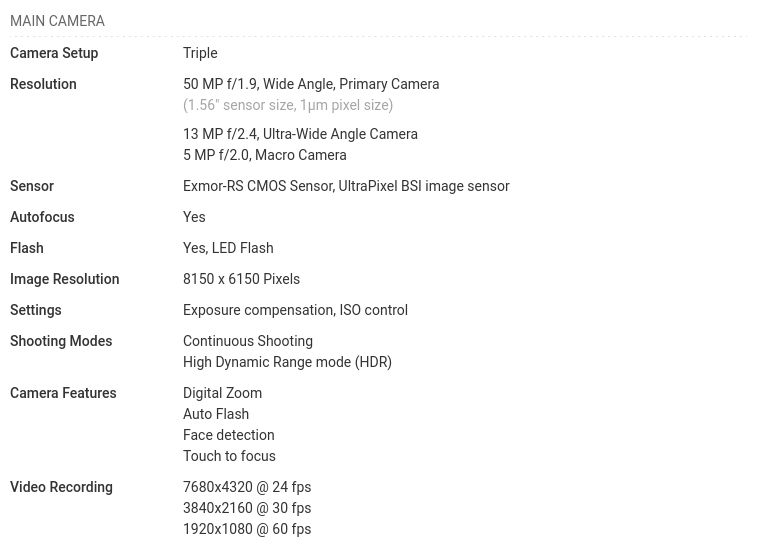 MAIN CAMERA
Camera Setup Triple
Resolution 50 MP f/1.9, Wide Angle, Primary Camera
(1.56" sensor size, 1µm pixel size)
13 MP f/2.4, Ultra-Wide Angle Camera
5 MP f/2.0, Macro Camera
Sensor Exmor-RS CMOS Sensor, UltraPixel BSI image sensor
Autofocus Yes
Flash Yes, LED Flash
Image Resolution 8150 x 6150 Pixels
Settings Exposure compensation, ISO control
Shooting Modes Continuous Shooting
High Dynamic Range mode (HDR)
Camera Features Digital Zoom
Auto Flash
Face detection
Touch to focus
Video Recording 7680x4320 @ 24 fps
3840x2160 @ 30 fps
1920x1080 @ 60 fps